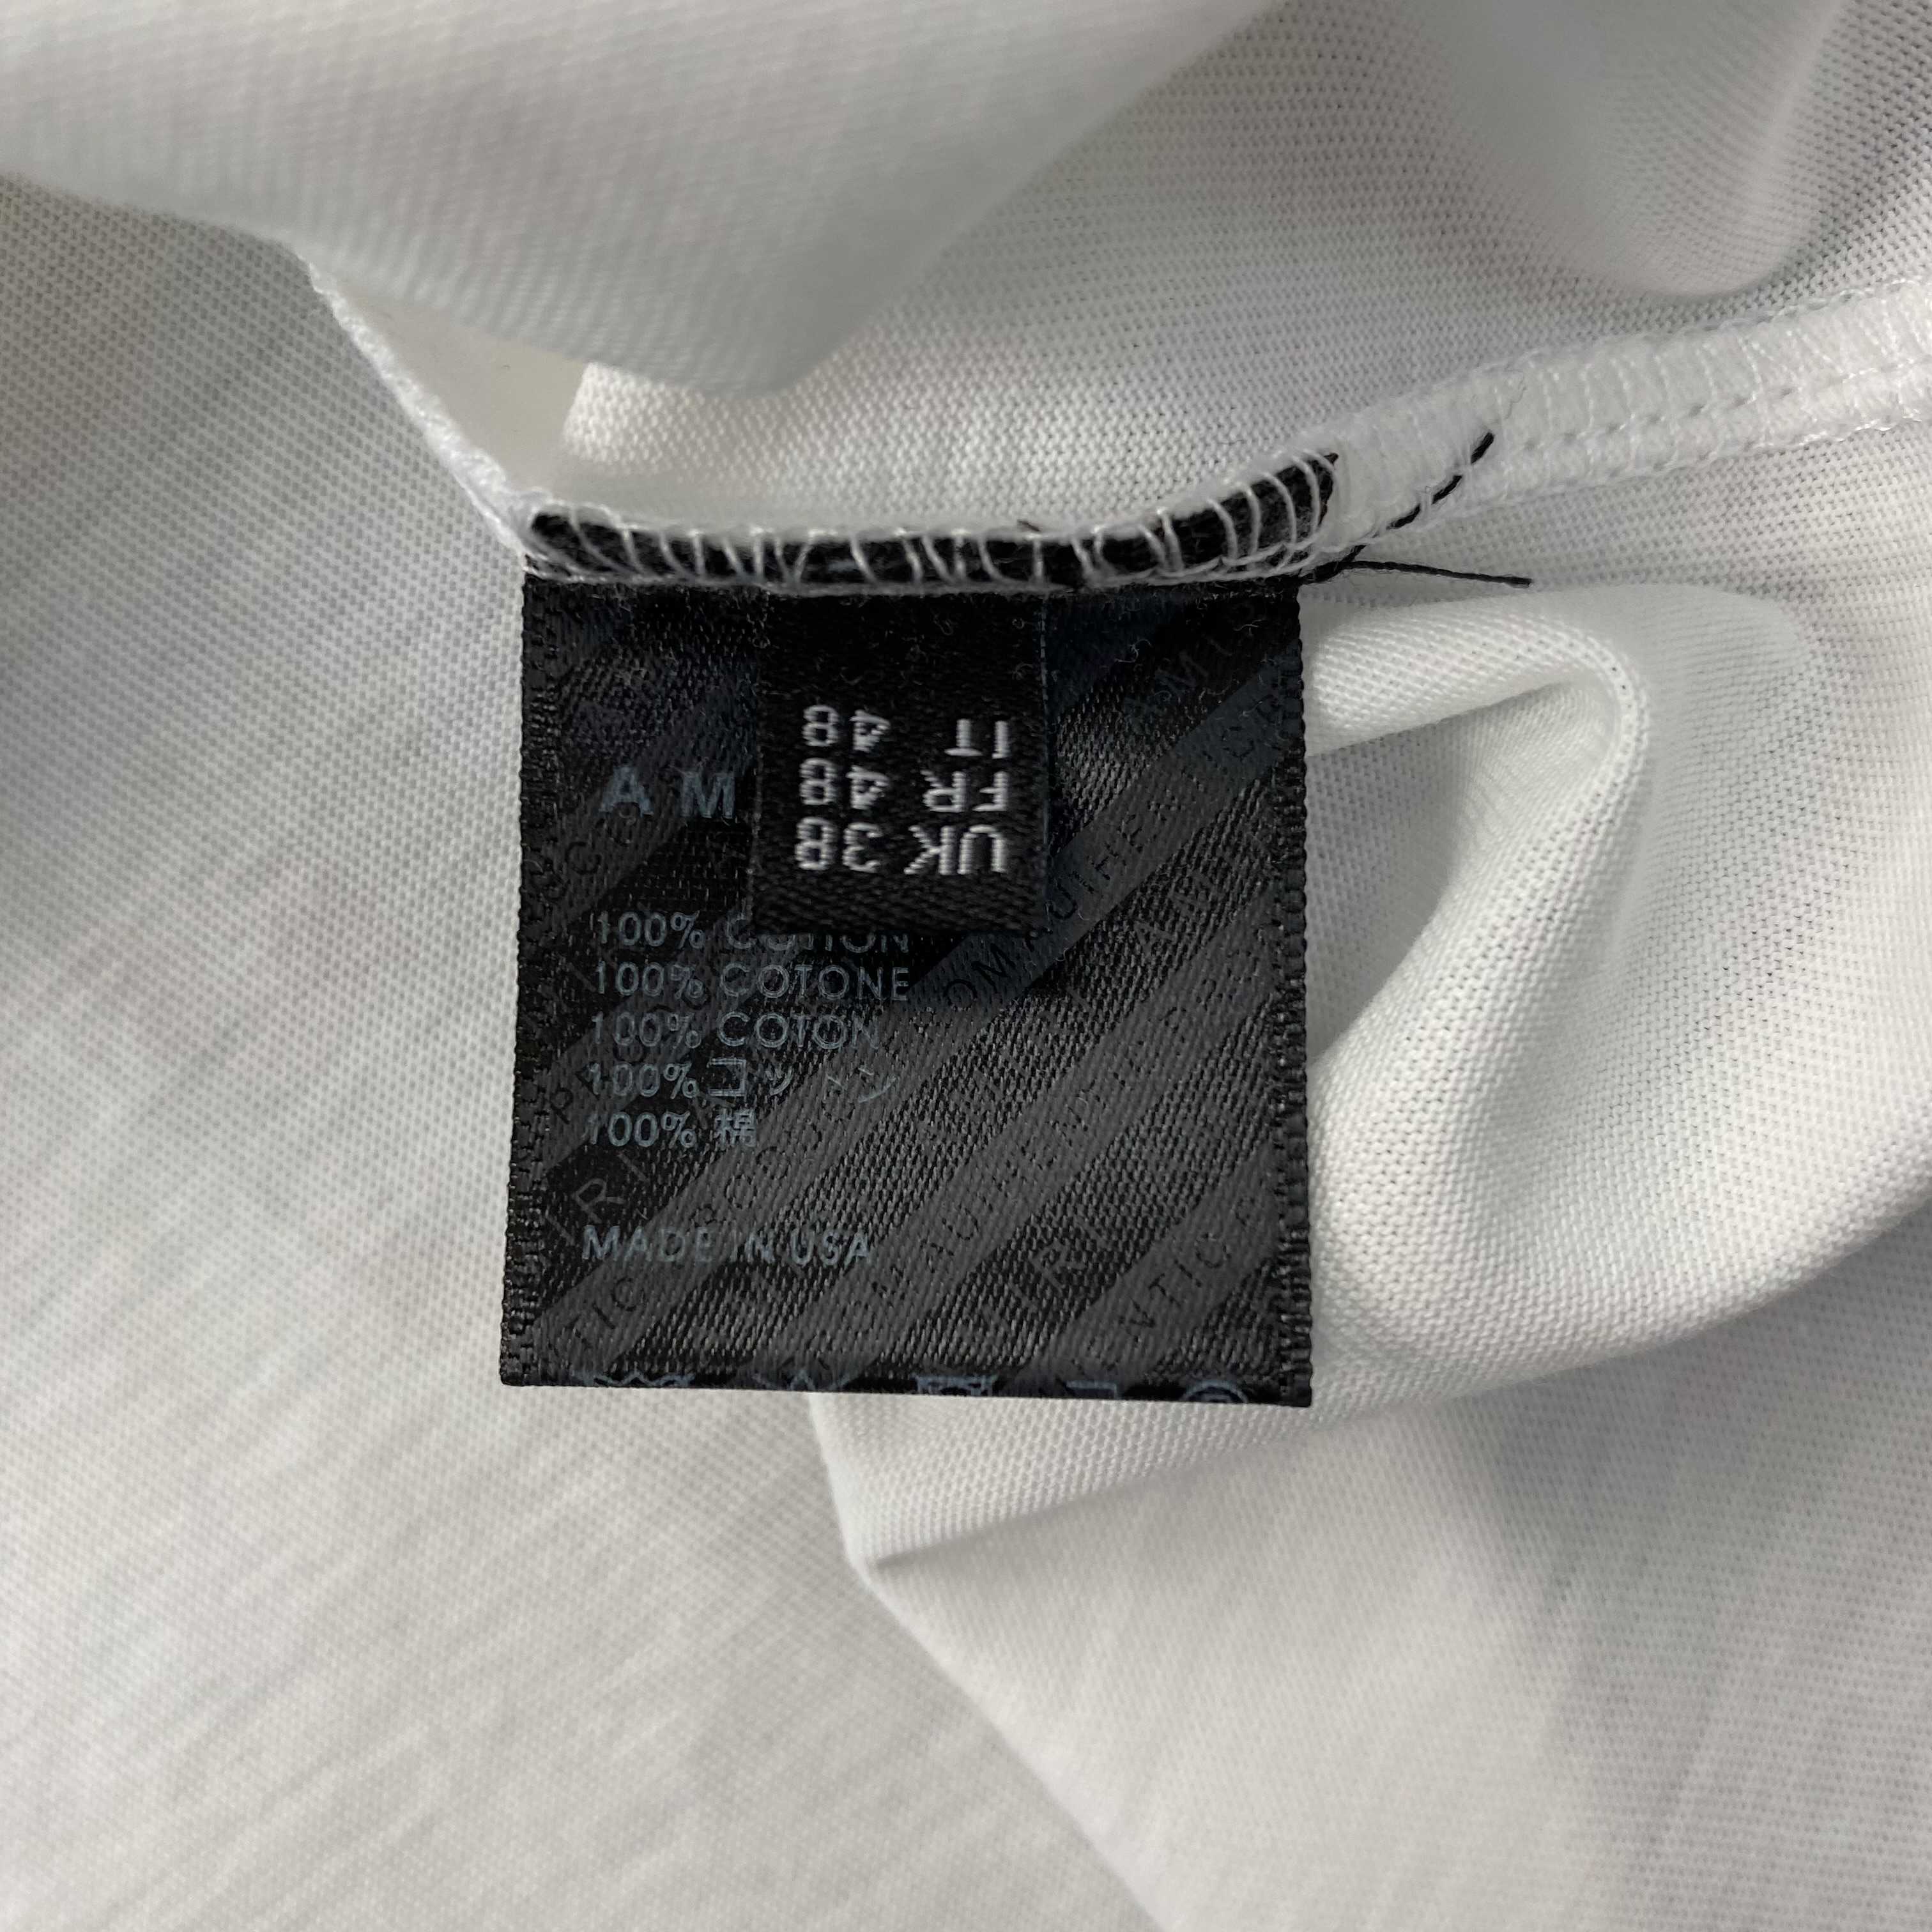 UK 38
FR 48
IT 48
AM
100% COTTON
100% COTONE
100% COTON
100% コットン
100% 棉
MADE IN USA